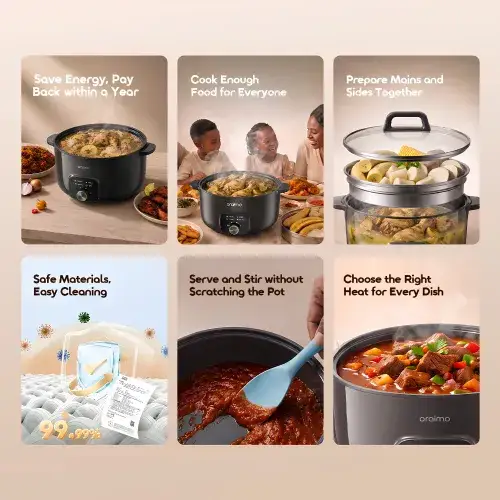 Save Energy, Pay
Back within a Year
oraimo
Cook Enough
Food for Everyone
oraimo
Prepare Mains and
Sides Together
Safe Materials,
Easy Cleaning
99.99%
Serve and Stir without
Scratching the Pot
Choose the Right
Heat for Every Dish
oraimo